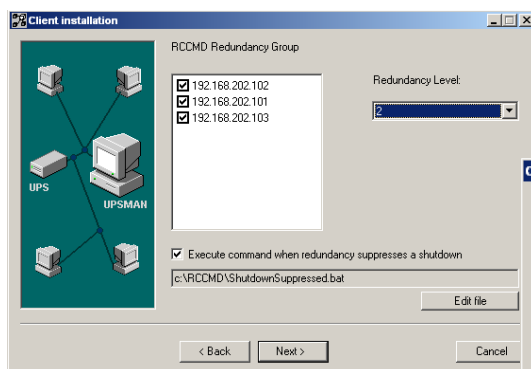 Client installation
RCCMD Redundancy Group
192.168.202.102
192.168.202.101
192.168.202.103
Redundancy Level:
2
UPS
UPSMAN
Execute command when redundancy suppresses a shutdown
c:\RCCMD\ShutdownSuppressed.bat
Edit file
< Back
Next >
Cancel